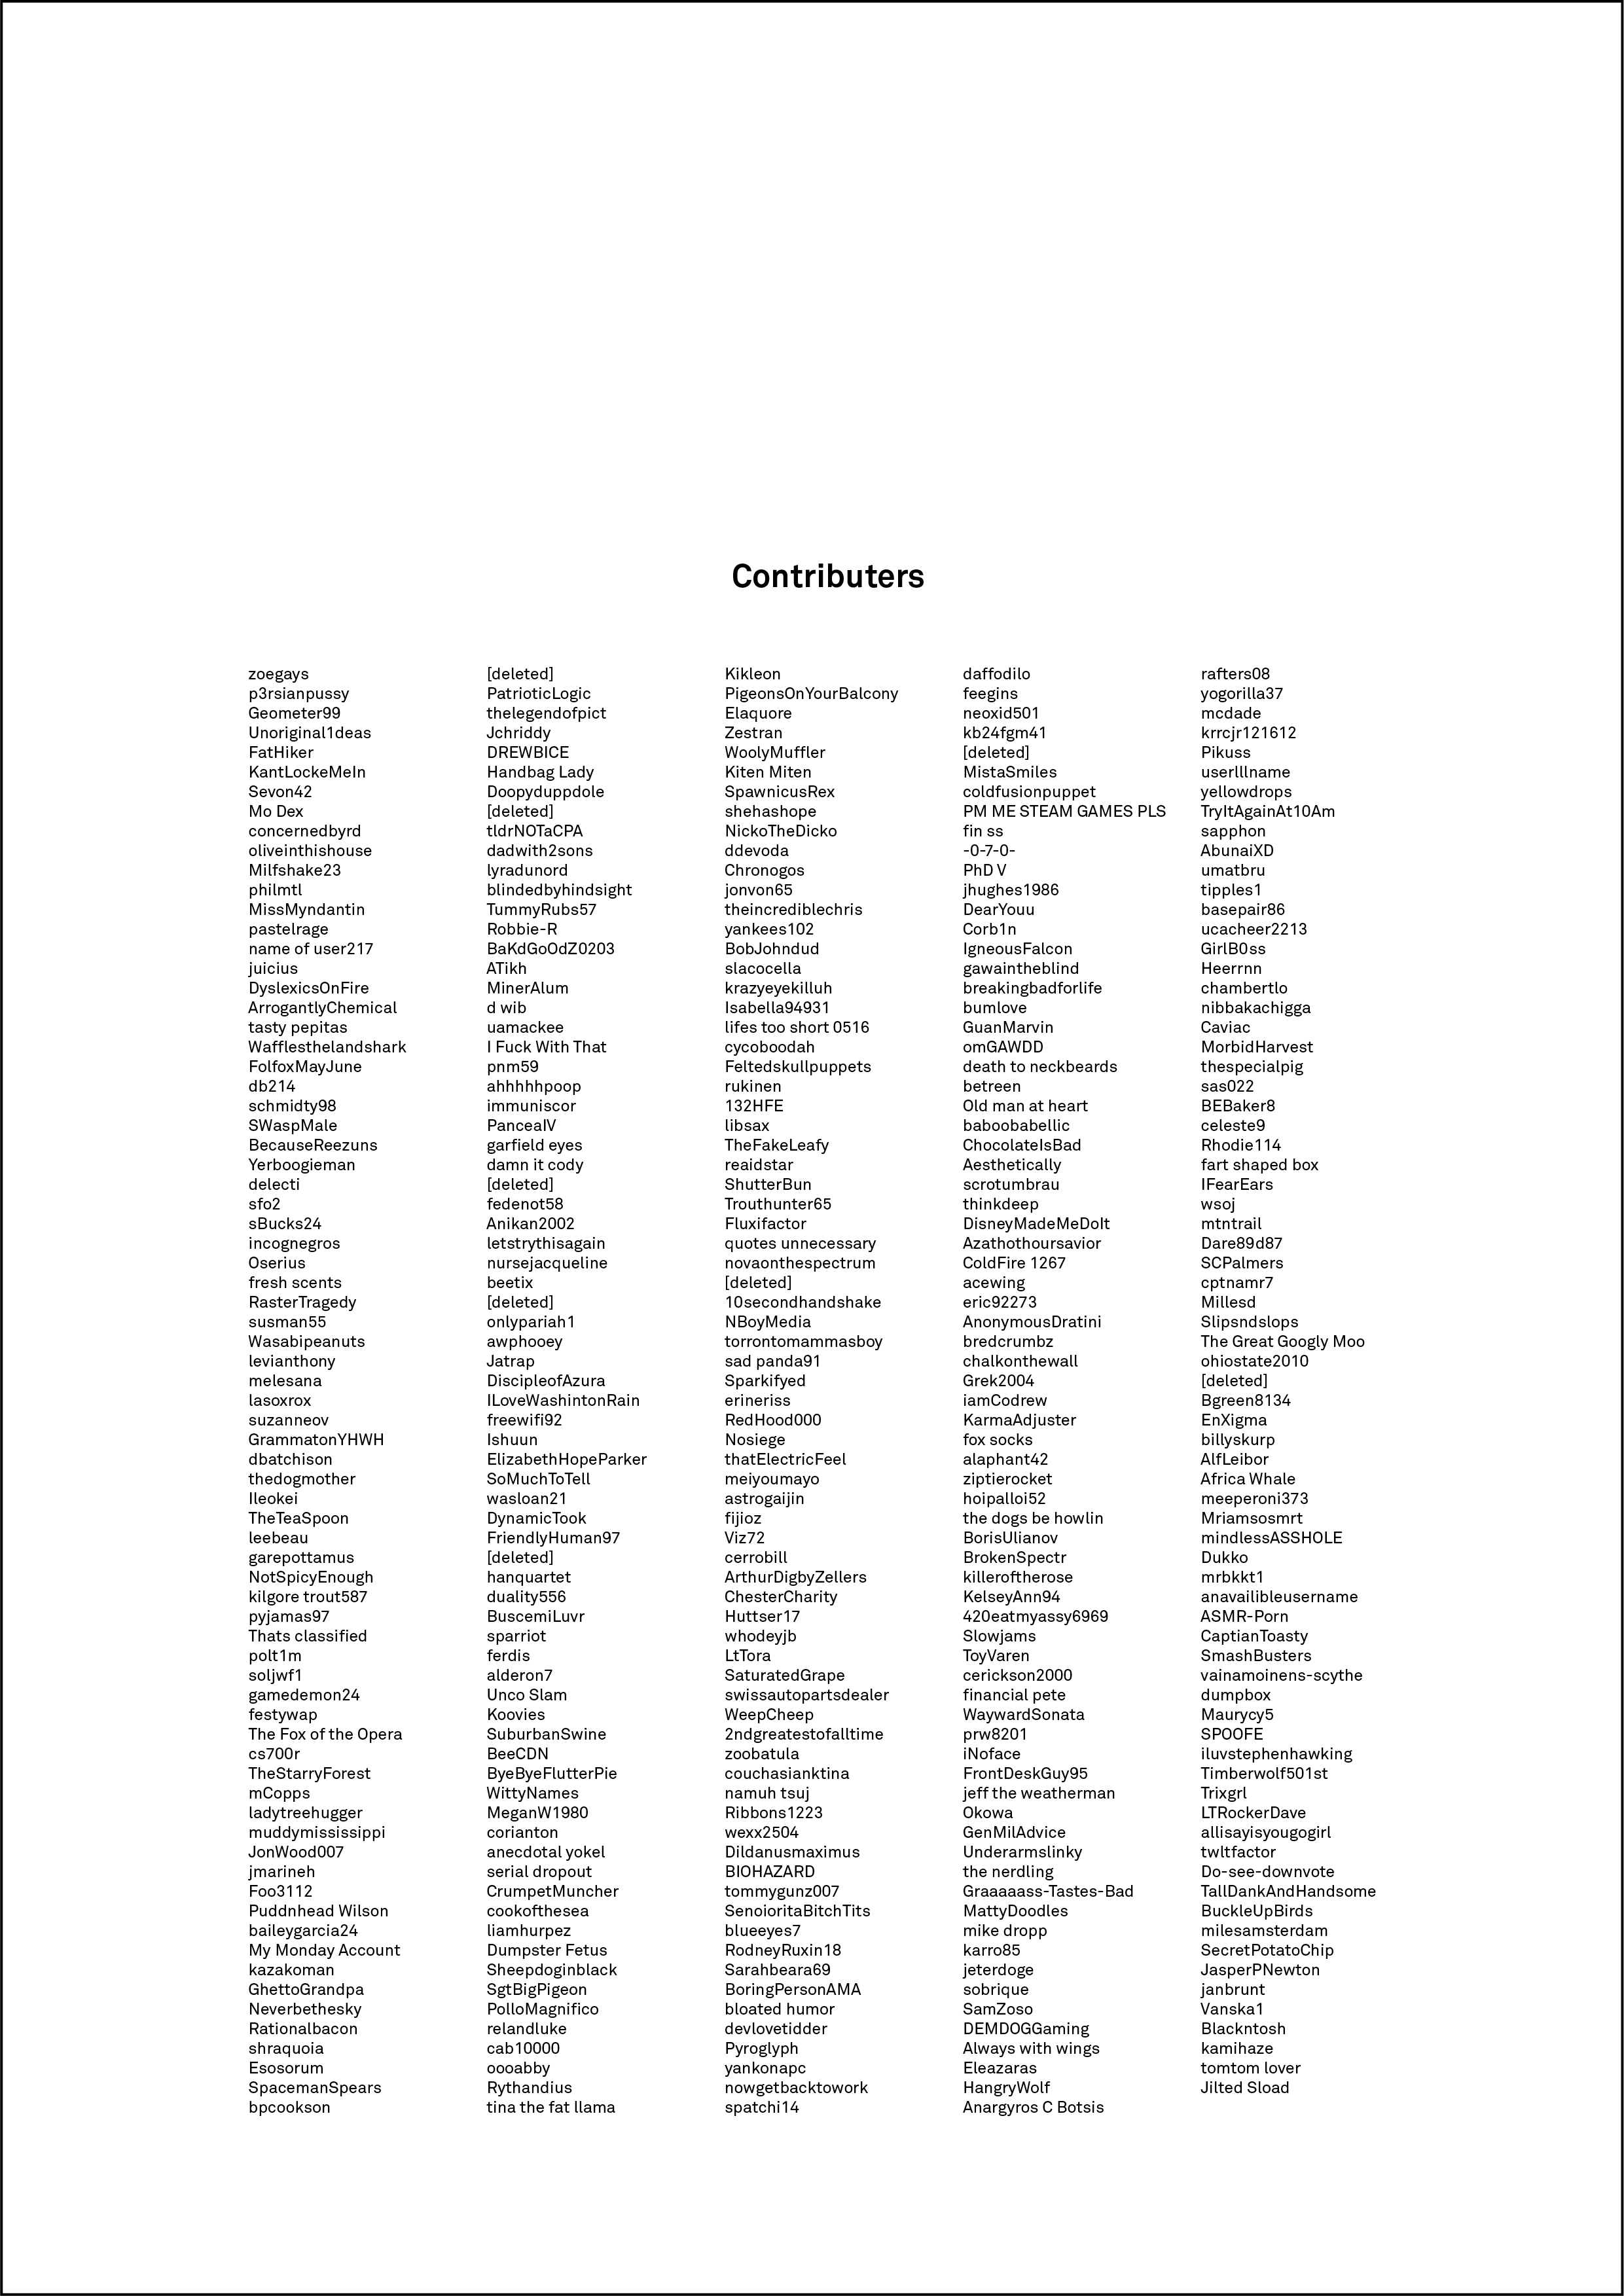 Contributers
zoegays
p3rsianpussy
Geometer99
Unoriginal1deas
FatHiker
KantLockeMeIn
Sevon42
Mo Dex
concernedbyrd
oliveinthishouse
Milfshake23
philmtl
MissMyndantin
pastelrage
name of user217
juicius
DyslexicsOnFire
ArrogantlyChemical
tasty pepitas
Wafflesthelandshark
FolfoxMayJune
db214
schmidty98
SWaspMale
BecauseReezuns
Yerboogieman
delecti
sfo2
sBucks24
incognegros
Oserius
fresh scents
RasterTragedy
susman55
Wasabipeanuts
levianthony
melesana
lasoxrox
suzanneov
GrammatonYHWH
dbatchison
thedogmother
Ileokei
TheTeaSpoon
leebeau
garepottamus
NotSpicyEnough
kilgore trout587
pyjamas97
Thats classified
polt1m
soljwf1
gamedemon24
festywap
The Fox of the Opera
cs700r
TheStarryForest
mCopps
ladytreehugger
muddymississippi
JonWood007
jmarineh
Foo3112
Puddnhead Wilson
baileygarcia24
My Monday Account
kazakoman
GhettoGrandpa
Neverbethesky
Rationalbacon
shraquoia
Esosorum
SpacemanSpears
bpcookson
[deleted]
PatrioticLogic
thelegendofpict
Jchriddy
DREWBICE
Handbag Lady
Doopyduppdole
[deleted]
tldrNOTaCPA
dadwith2sons
lyradunord
blindedbyhindsight
TummyRubs57
Robbie-R
BaKdGoOdZ0203
ATikh
MinerAlum
d wib
uamackee
I Fuck With That
pnm59
ahhhhhpoop
immuniscor
PanceaIV
garfield eyes
damn it cody
[deleted]
fedenot58
Anikan2002
letstrythisagain
nursejacqueline
beetix
[deleted]
onlypariah1
awphooey
Jatrap
DiscipleofAzura
ILoveWashintonRain
freewifi92
Ishuun
ElizabethHopeParker
SoMuchToTell
wasloan21
DynamicTook
FriendlyHuman97
[deleted]
hanquartet
duality556
BuscemiLuvr
sparriot
ferdis
alderon7
Unco Slam
Koovies
SuburbanSwine
BeeCDN
ByeByeFlutterPie
WittyNames
MeganW1980
corianton
anecdotal yokel
serial dropout
CrumpetMuncher
cookofthesea
liamhurpez
Dumpster Fetus
Sheepdoginblack
SgtBigPigeon
PolloMagnifico
relandluke
cab10000
oooabby
Rythandius
tina the fat llama
Kikleon
PigeonsOnYourBalcony
Elaquore
Zestran
WoolyMuffler
Kiten Miten
SpawnicusRex
shehashope
NickoTheDicko
ddevoda
Chronogos
jonvon65
theincrediblechris
yankees102
BobJohndud
slacocella
krazyeyekilluh
Isabella94931
lifes too short 0516
cycoboodah
Feltedskullpuppets
rukinen
132HFE
libsax
TheFakeLeafy
reaidstar
ShutterBun
Trouthunter65
Fluxifactor
quotes unnecessary
novaonthespectrum
[deleted]
10secondhandshake
NBoyMedia
torrontomammasboy
sad panda91
Sparkifyed
erineriss
RedHood000
Nosiege
thatElectricFeel
meiyoumayo
astrogaijin
fijioz
Viz72
cerrobill
ArthurDigbyZellers
ChesterCharity
Huttser17
whodeyjb
LtTora
SaturatedGrape
swissautopartsdealer
WeepCheep
2ndgreatestofalltime
zoobatula
couchasianktina
namuh tsuj
Ribbons1223
wexx2504
Dildanusmaximus
BIOHAZARD
tommygunz007
SenoioritaBitchTits
blueeyes7
RodneyRuxin18
Sarahbeara69
BoringPersonAMA
bloated humor
devlovetidder
Pyroglyph
yankonapc
nowgetbacktowork
spatchi14
daffodilo
feegins
neoxid501
kb24fgm41
[deleted]
MistaSmiles
coldfusionpuppet
PM ME STEAM GAMES PLS
fin ss
-0-7-0-
PhD V
jhughes1986
DearYouu
Corb1n
IgneousFalcon
gawaintheblind
breakingbadforlife
bumlove
GuanMarvin
omGAWDD
death to neckbeards
betreen
Old man at heart
baboobabellic
ChocolateIsBad
Aesthetically
scrotumbrau
thinkdeep
DisneyMadeMeDoIt
Azathothoursavior
ColdFire 1267
acewing
eric92273
AnonymousDratini
bredcrumbz
chalkonthewall
Grek2004
iamCodrew
KarmaAdjuster
fox socks
alaphant42
ziptierocket
hoipalloi52
the dogs be howlin
BorisUlianov
BrokenSpectr
killeroftherose
KelseyAnn94
420eatmyassy6969
Slowjams
ToyVaren
cerickson2000
financial pete
WaywardSonata
prw8201
iNoface
FrontDeskGuy95
jeff the weatherman
Okowa
GenMilAdvice
Underarmslinky
the nerdling
Graaaaass-Tastes-Bad
MattyDoodles
mike dropp
karro85
jeterdoge
sobrique
SamZoso
DEMDOGGaming
Always with wings
Eleazaras
HangryWolf
Anargyros C Botsis
rafters08
yogorilla37
mcdade
krrcjr121612
Pikuss
userlllname
yellowdrops
TryItAgainAt10Am
sapphon
AbunaiXD
umatbru
tipples1
basepair86
ucacheer2213
GirlB0ss
Heerrnn
chambertlo
nibbakachigga
Caviac
MorbidHarvest
thespecialpig
sas022
BEBaker8
celeste9
Rhodie114
fart shaped box
IFearEars
wsoj
mtntrail
Dare89d87
SCPalmers
cptnamr7
Millesd
Slipsndslops
The Great Googly Moo
ohiostate2010
[deleted]
Bgreen8134
EnXigma
billyskurp
AlfLeibor
Africa Whale
meeperoni373
Mriamsosmrt
mindlessASSHOLE
Dukko
mrbkkt1
anavailibleusername
ASMR-Porn
CaptianToasty
SmashBusters
vainamoinens-scythe
dumpbox
Maurycy5
SPOOFE
iluvstephenhawking
Timberwolf501st
Trixgrl
LTRockerDave
allisayisyougogirl
twltfactor
Do-see-downvote
TallDankAndHandsome
BuckleUpBirds
milesamsterdam
SecretPotatoChip
JasperPNewton
janbrunt
Vanska1
Blackntosh
kamihaze
tomtom lover
Jilted Sload